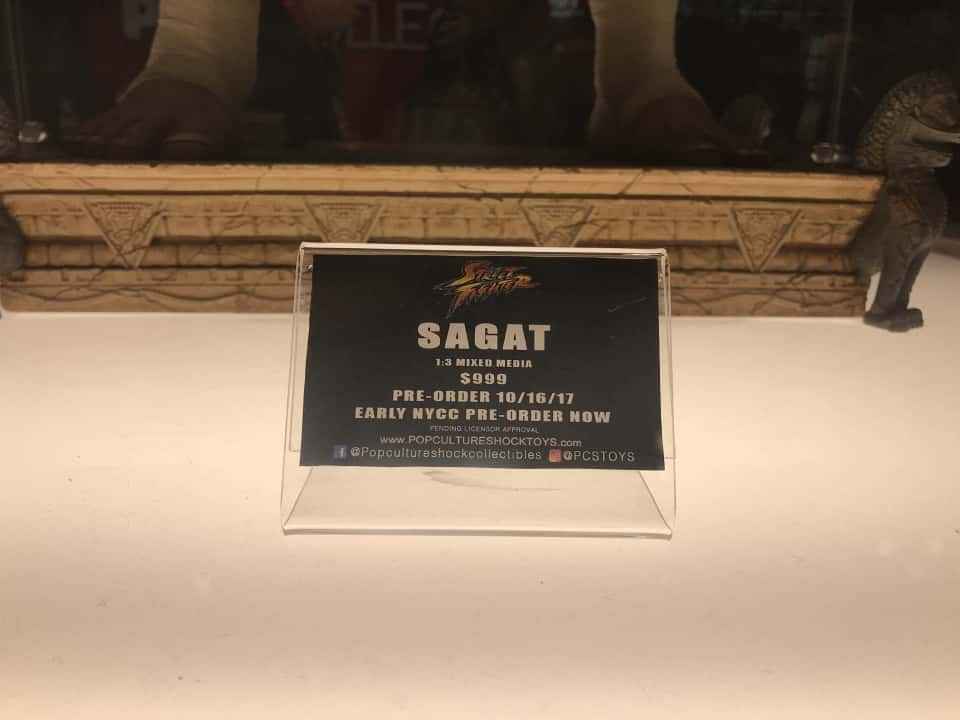 STREET
FIGHTER
SAGAT
1:3 MIXED MEDIA
$999
PRE-ORDER 10/16/17
EARLY NYCC PRE-ORDER NOW
PENDING LICENSOR APPROVAL
www.POPCULTURESHOCKTOYS.com
@Popcultureshockcollectibles @PCSTOYS